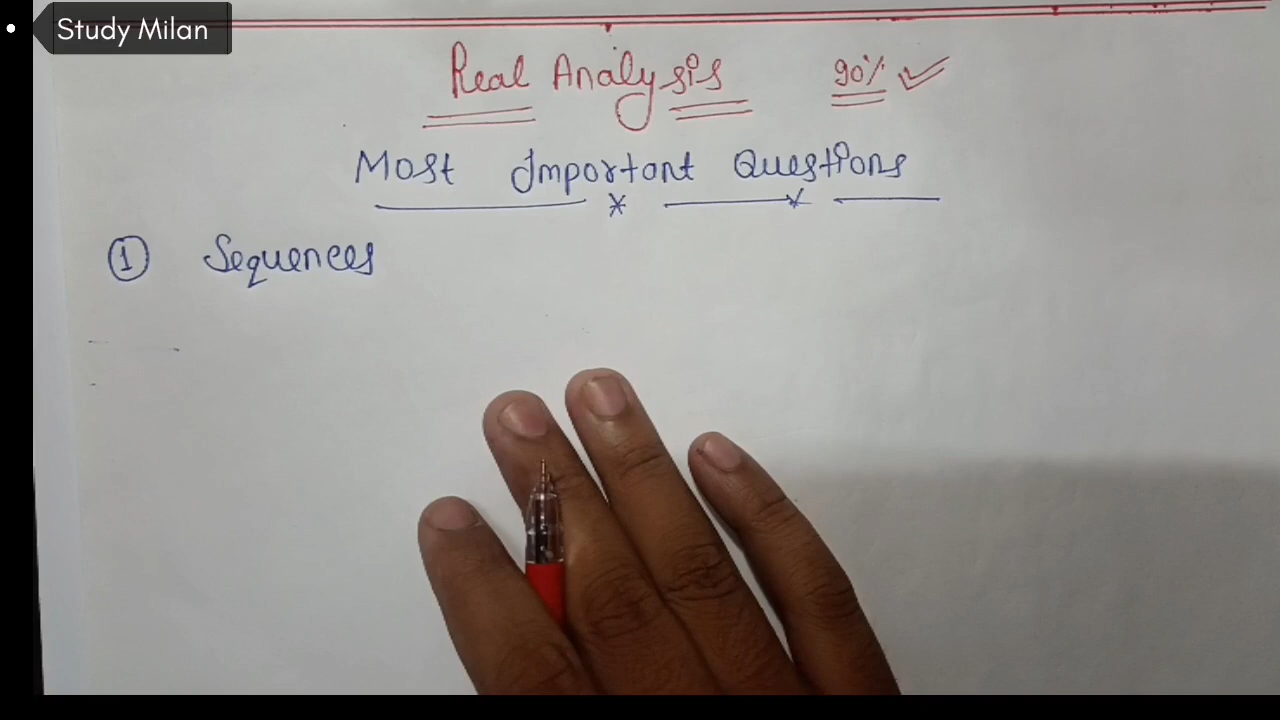 Study Milan
Real Analysis 90% ✓
Most Important Questions
① Sequences